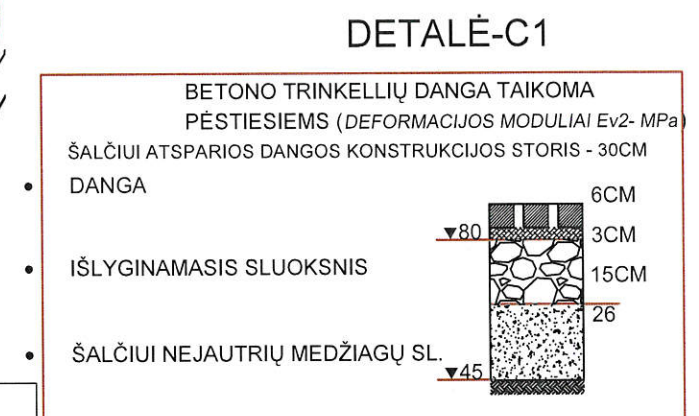 DETALĖ-C1
BETONO TRINKELLIŲ DANGA TAIKOMA
PĖSTIESIEMS (DEFORMACIJOS MODULIAI Ev2- MPa)
ŠALČIUI ATSPARIOS DANGOS KONSTRUKCIJOS STORIS - 30CM
• DANGA
6CM
▼80
3CM
• IŠLYGINAMASIS SLUOKSNIS
15CM
26
• ŠALČIUI NEJAUTRIŲ MEDŽIAGŲ SL.
▼45